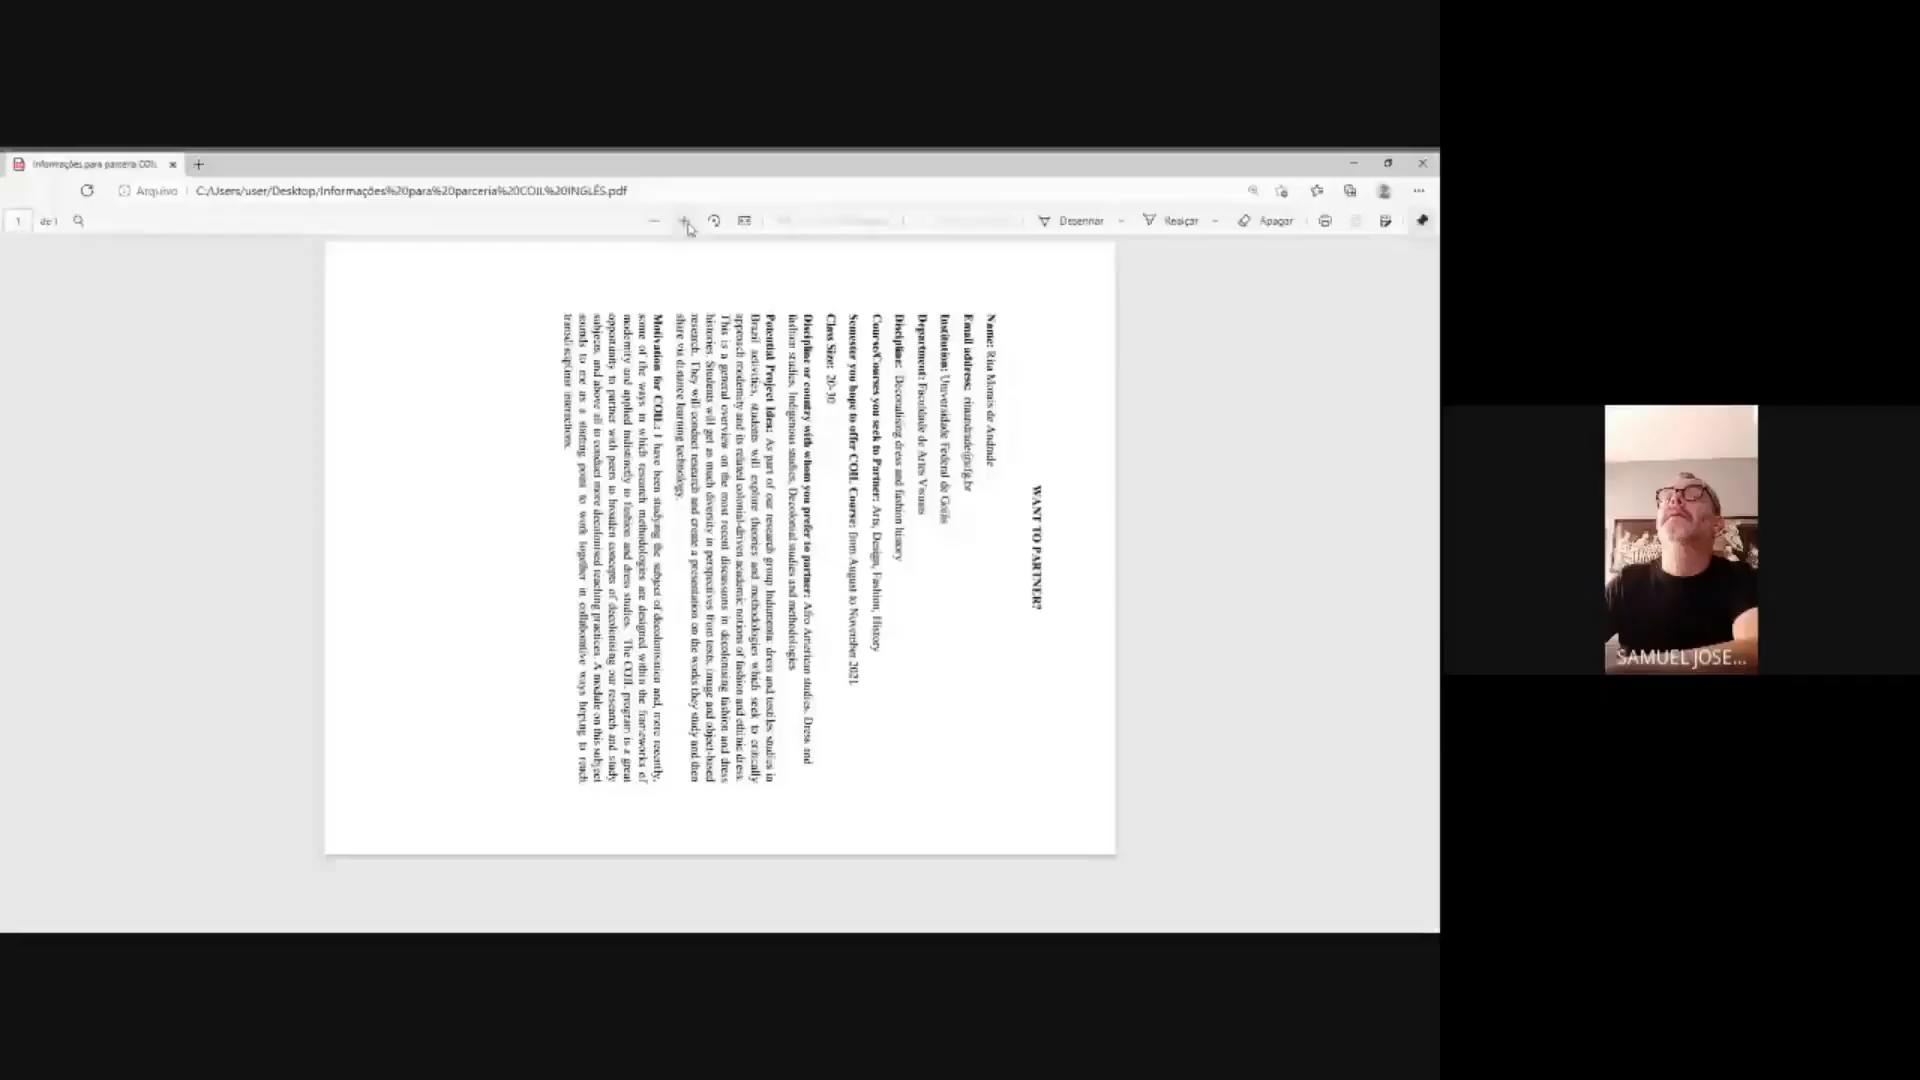 Informações para parceria COIL
C:/Users/user/Desktop/Informações%20para%20parceria%20COIL%20INGLÊS.pdf
Arquivo
1 de 1
Desenhar
Realçar
Apagar
WANT TO PARTNER?
Name: Rita Morais de Andrade
Email address: ritaandrade@ufg.br
Institution: Universidade Federal de Goiás
Department: Faculdade de Artes Visuais
Discipline: Decolonising dress and fashion history
Course/Courses you seek to Partner: Arts, Design, Fashion, History
Semester you hope to offer COIL Course: from August to November 2021.
Class Size: 20-30
Discipline or country with whom you prefer to partner: Afro American studies, Dress and
fashion studies, Indigenous studies, Decolonial studies and methodologies
Potential Project Idea: As part of our research group Indumenta: dress and textiles studies in
Brazil activities, students will explore theories and methodologies which seek to critically
approach modernity and its related colonial-driven academic notions of fashion and ethnic dress.
This is a general overview on the most recent discussions in decolonising fashion and dress
histories. Students will get as much diversity in perspectives from texts, image and object-based
research. They will conduct research and create a presentation on the works they study and then
share via distance learning technology.
Motivation for COIL: I have been studying the subject of decolonisation and, more recently,
some of the ways in which research methodologies are designed within the frameworks of
modernity and applied indistinctly to fashion and dress studies. The COIL program is a great
opportunity to partner with peers to broaden concepts of decolonising our research and study
subjects, and above all to conduct more decolonised teaching practices. A module on this subject
sounds to me as a starting point to work together in collaborative ways hoping to reach
transdisciplinar interactions.
SAMUEL JOSE...